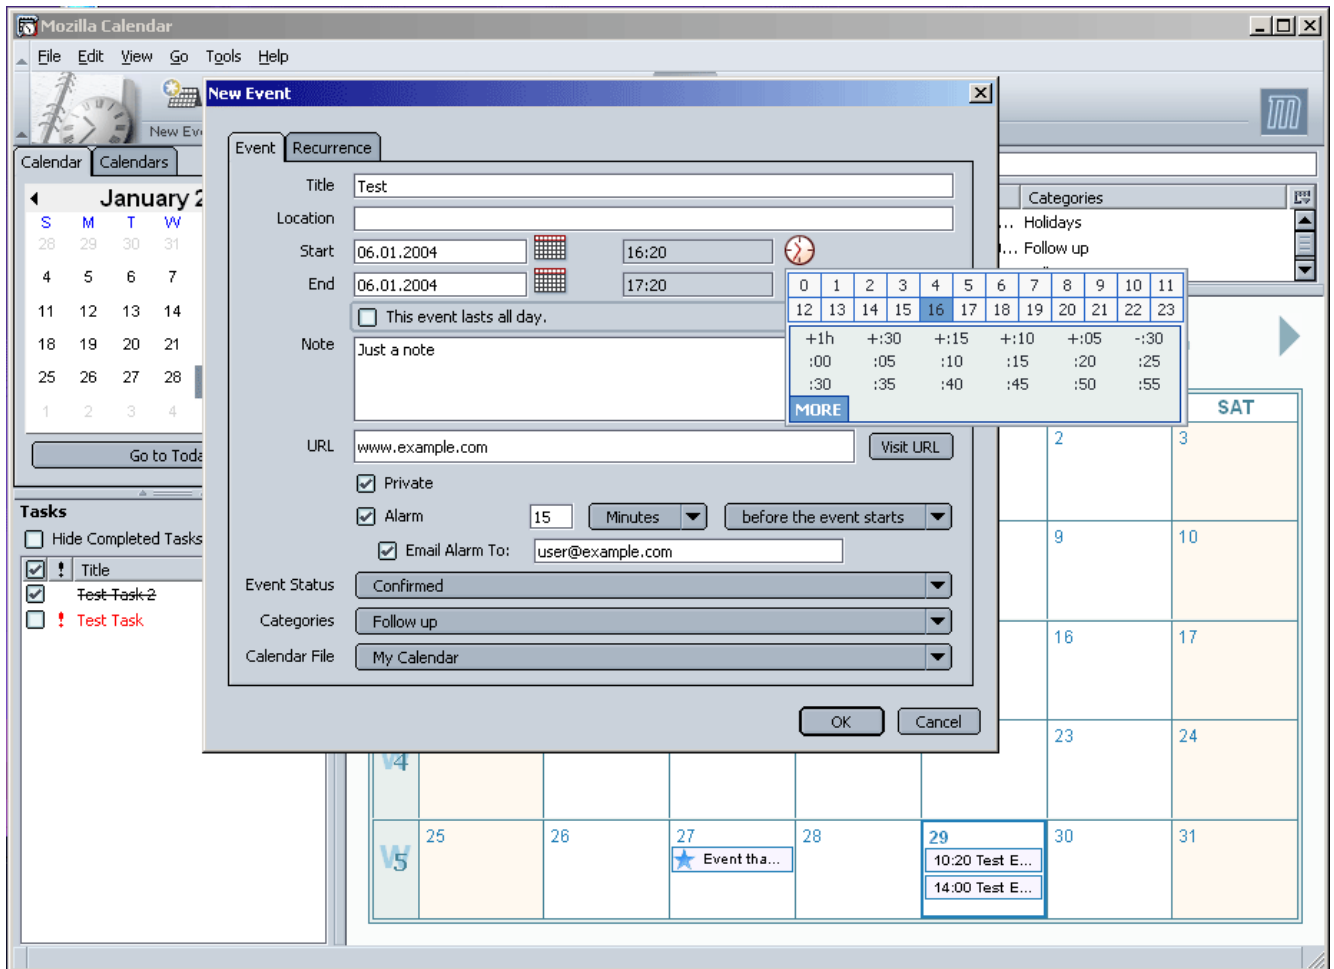 Mozilla Calendar
File Edit View Go Tools Help
New Event
New Eve
Calendar Calendars
January 2
S M T W
28 29 30 31
4 5 6 7
11 12 13 14
18 19 20 21
25 26 27 28
1 2 3 4
Go to Toda
Tasks
Hide Completed Tasks
! Title
Test Task 2
! Test Task
Event Recurrence
Title Test
Location
Start 06.01.2004 16:20
End 06.01.2004 17:20
This event lasts all day.
Note Just a note
URL www.example.com Visit URL
Private
Alarm 15 Minutes before the event starts
Email Alarm To: user@example.com
Event Status Confirmed
Categories Follow up
Calendar File My Calendar
OK Cancel
0 1 2 3 4 5 6 7 8 9 10 11
12 13 14 15 16 17 18 19 20 21 22 23
+1h +:30 +:15 +:10 +:05 -:30
:00 :05 :10 :15 :20 :25
:30 :35 :40 :45 :50 :55
MORE
Categories
... Holidays
... Follow up
SAT
2 3
9 10
16 17
W4 23 24
W5 25 26 27 28 29 30 31
Event tha...
10:20 Test E...
14:00 Test E...